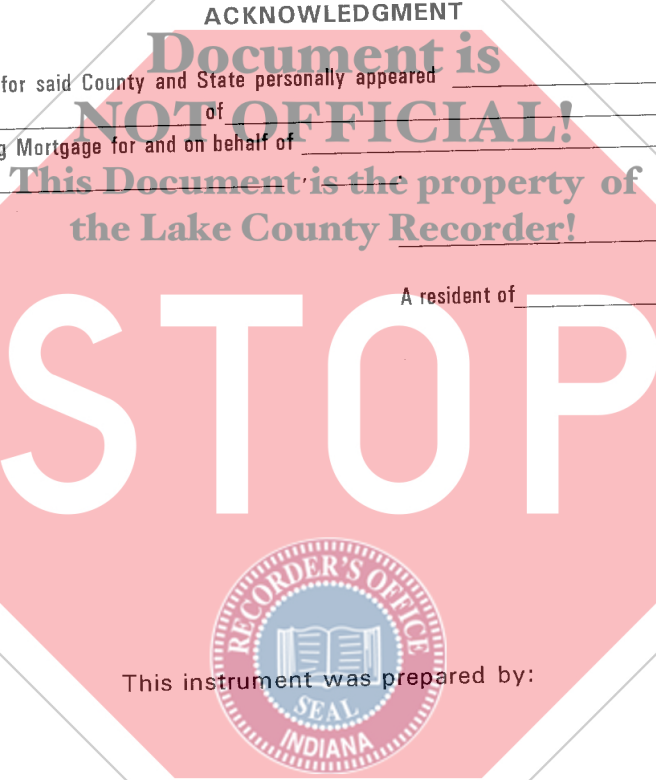 ACKNOWLEDGMENT
Document is
for said County and State personally appeared
of
NOT OFFICIAL!
g Mortgage for and on behalf of
This Document is the property of
the Lake County Recorder!
A resident of
STOP
RECORDER'S OFFICE
This instrument was prepared by:
SEAL
INDIANA